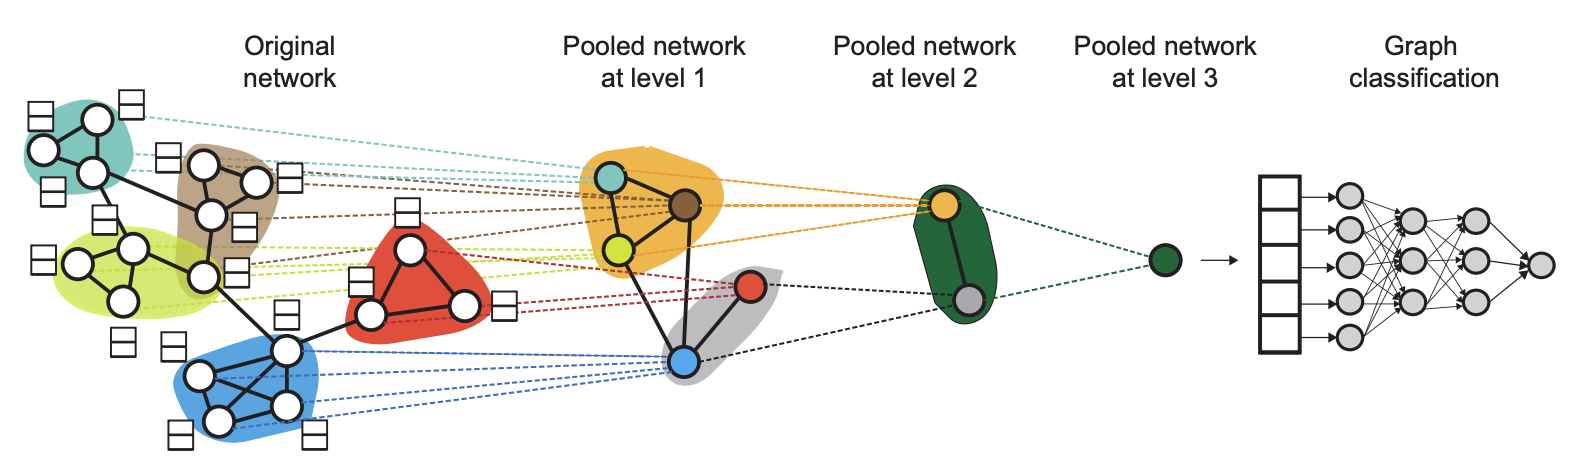 Original
network
Pooled network
at level 1
Pooled network
at level 2
Pooled network
at level 3
Graph
classification